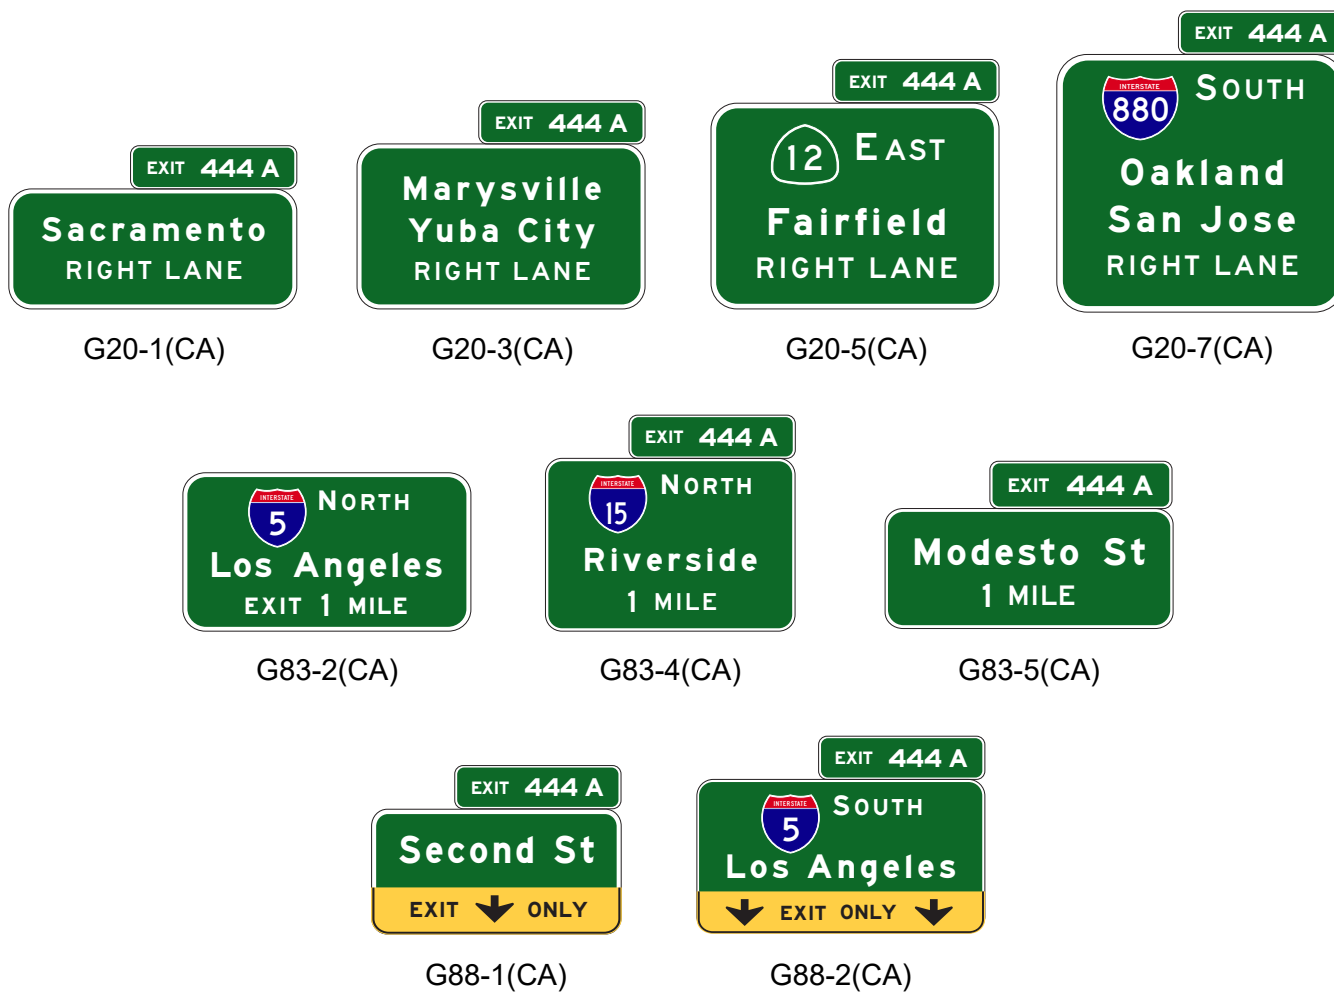 EXIT 444 A
Sacramento
RIGHT LANE
G20-1(CA)
EXIT 444 A
Marysville
Yuba City
RIGHT LANE
G20-3(CA)
EXIT 444 A
12 EAST
Fairfield
RIGHT LANE
G20-5(CA)
EXIT 444 A
INTERSTATE
880 SOUTH
Oakland
San Jose
RIGHT LANE
G20-7(CA)
INTERSTATE
5 NORTH
Los Angeles
EXIT 1 MILE
G83-2(CA)
EXIT 444 A
INTERSTATE
15 NORTH
Riverside
1 MILE
G83-4(CA)
EXIT 444 A
Modesto St
1 MILE
G83-5(CA)
EXIT 444 A
Second St
EXIT ONLY
G88-1(CA)
EXIT 444 A
INTERSTATE
5 SOUTH
Los Angeles
EXIT ONLY
G88-2(CA)